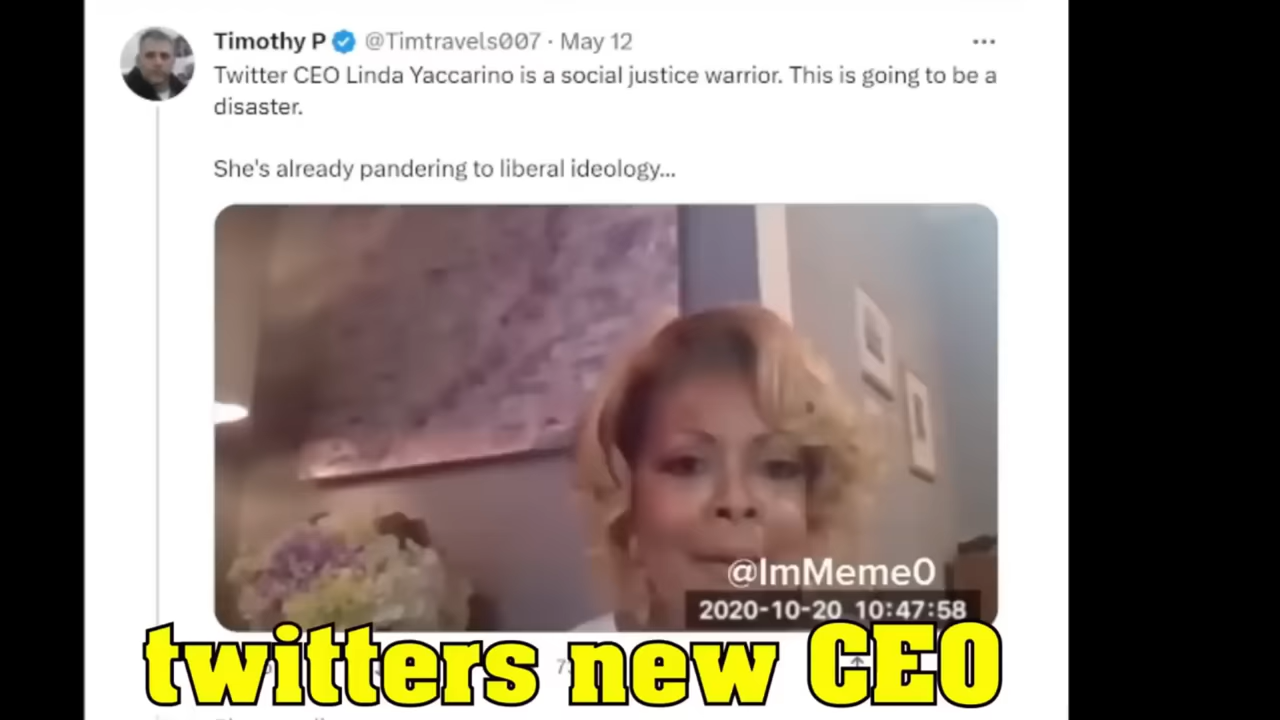 Timothy P @Timtravels007 · May 12
Twitter CEO Linda Yaccarino is a social justice warrior. This is going to be a
disaster.
She's already pandering to liberal ideology...
@ImMeme0
2020-10-20 10:47:58
twitters new CEO